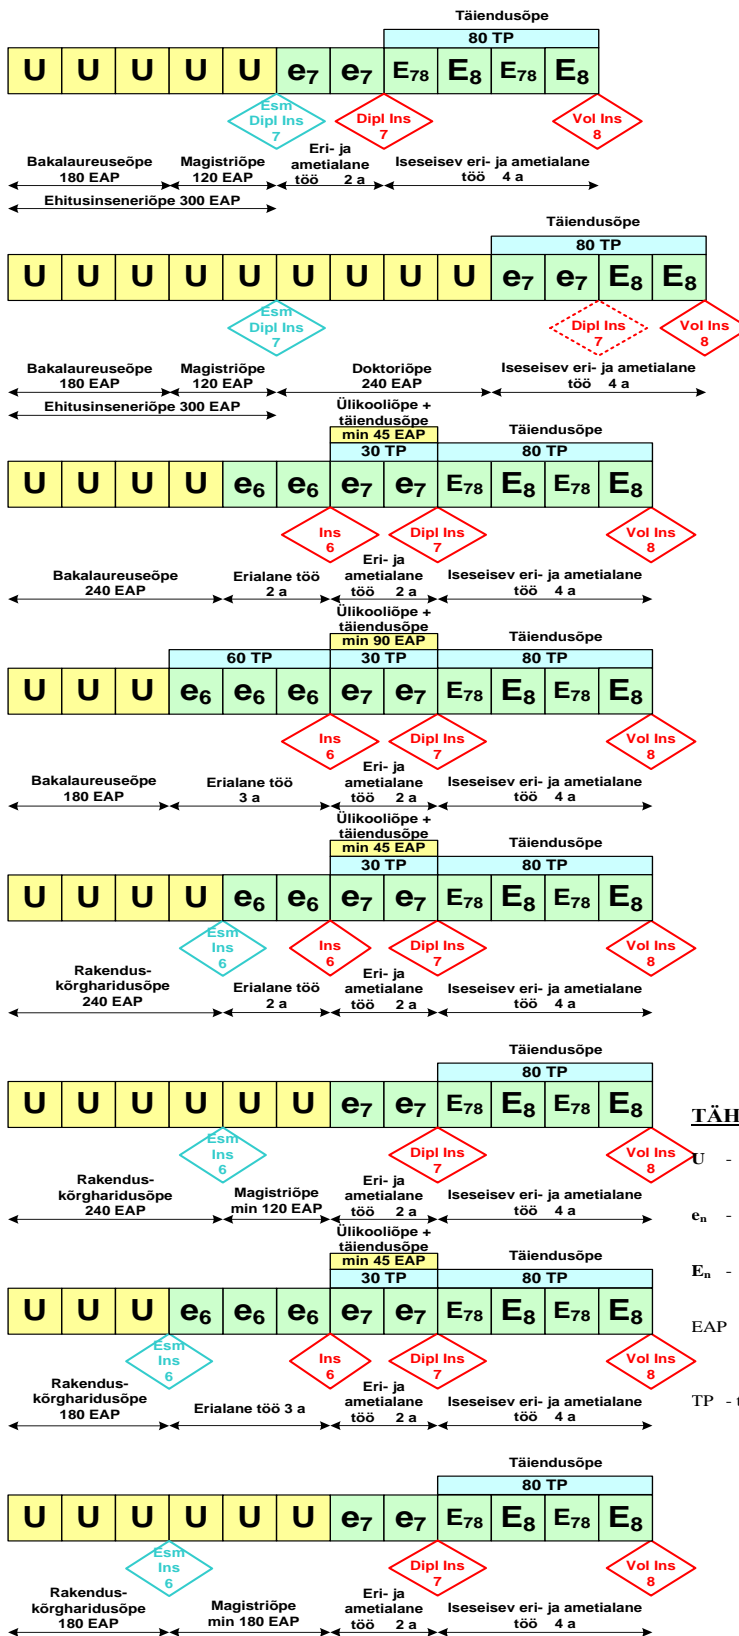 Täiendusõpe
80 TP
U U U U U e7 e7 E78 E8 E78 E8
Esm
Dipl Ins
7
Dipl Ins
7
Vol Ins
8
Bakalaureuseõpe
180 EAP
Magistriõpe
120 EAP
Eri- ja
ametialane
töö 2 a
Iseseisev eri- ja ametialane
töö 4 a
Ehitusinseneriõpe 300 EAP
Täiendusõpe
80 TP
U U U U U U U U U e7 e7 E8 E8
Esm
Dipl Ins
7
Dipl Ins
7
Vol Ins
8
Bakalaureuseõpe
180 EAP
Magistriõpe
120 EAP
Doktoriõpe
240 EAP
Iseseisev eri- ja ametialane
töö 4 a
Ehitusinseneriõpe 300 EAP
Ülikooliõpe +
täiendusõpe
min 45 EAP
30 TP
Täiendusõpe
80 TP
U U U U e6 e6 e7 e7 E78 E8 E78 E8
Ins
6
Dipl Ins
7
Vol Ins
8
Bakalaureuseõpe
240 EAP
Erialane töö
2 a
Eri- ja
ametialane
töö 2 a
Iseseisev eri- ja ametialane
töö 4 a
Ülikooliõpe +
täiendusõpe
min 90 EAP
60 TP
30 TP
Täiendusõpe
80 TP
U U U e6 e6 e6 e7 e7 E78 E8 E78 E8
Ins
6
Dipl Ins
7
Vol Ins
8
Bakalaureuseõpe
180 EAP
Erialane töö
3 a
Eri- ja
ametialane
töö 2 a
Iseseisev eri- ja ametialane
töö 4 a
Ülikooliõpe +
täiendusõpe
min 45 EAP
30 TP
Täiendusõpe
80 TP
U U U U e6 e6 e7 e7 E78 E8 E78 E8
Esm
Ins
6
Ins
6
Dipl Ins
7
Vol Ins
8
Rakendus-
kõrgharidusõpe
240 EAP
Erialane töö
2 a
Eri- ja
ametialane
töö 2 a
Iseseisev eri- ja ametialane
töö 4 a
Täiendusõpe
80 TP
U U U U U U e7 e7 E78 E8 E78 E8
Esm
Ins
6
Dipl Ins
7
Vol Ins
8
Rakendus-
kõrgharidusõpe
240 EAP
Magistriõpe
min 120 EAP
Eri- ja
ametialane
töö 2 a
Iseseisev eri- ja ametialane
töö 4 a
TÄH
U -
en -
En -
EAP
TP - t
Ülikooliõpe +
täiendusõpe
min 45 EAP
30 TP
Täiendusõpe
80 TP
U U U e6 e6 e6 e7 e7 E78 E8 E78 E8
Esm
Ins
6
Ins
6
Dipl Ins
7
Vol Ins
8
Rakendus-
kõrgharidusõpe
180 EAP
Erialane töö 3 a
Eri- ja
ametialane
töö 2 a
Iseseisev eri- ja ametialane
töö 4 a
Täiendusõpe
80 TP
U U U U U U e7 e7 E78 E8 E78 E8
Esm
Ins
6
Dipl Ins
7
Vol Ins
8
Rakendus-
kõrgharidusõpe
180 EAP
Magistriõpe
min 180 EAP
Eri- ja
ametialane
töö 2 a
Iseseisev eri- ja ametialane
töö 4 a